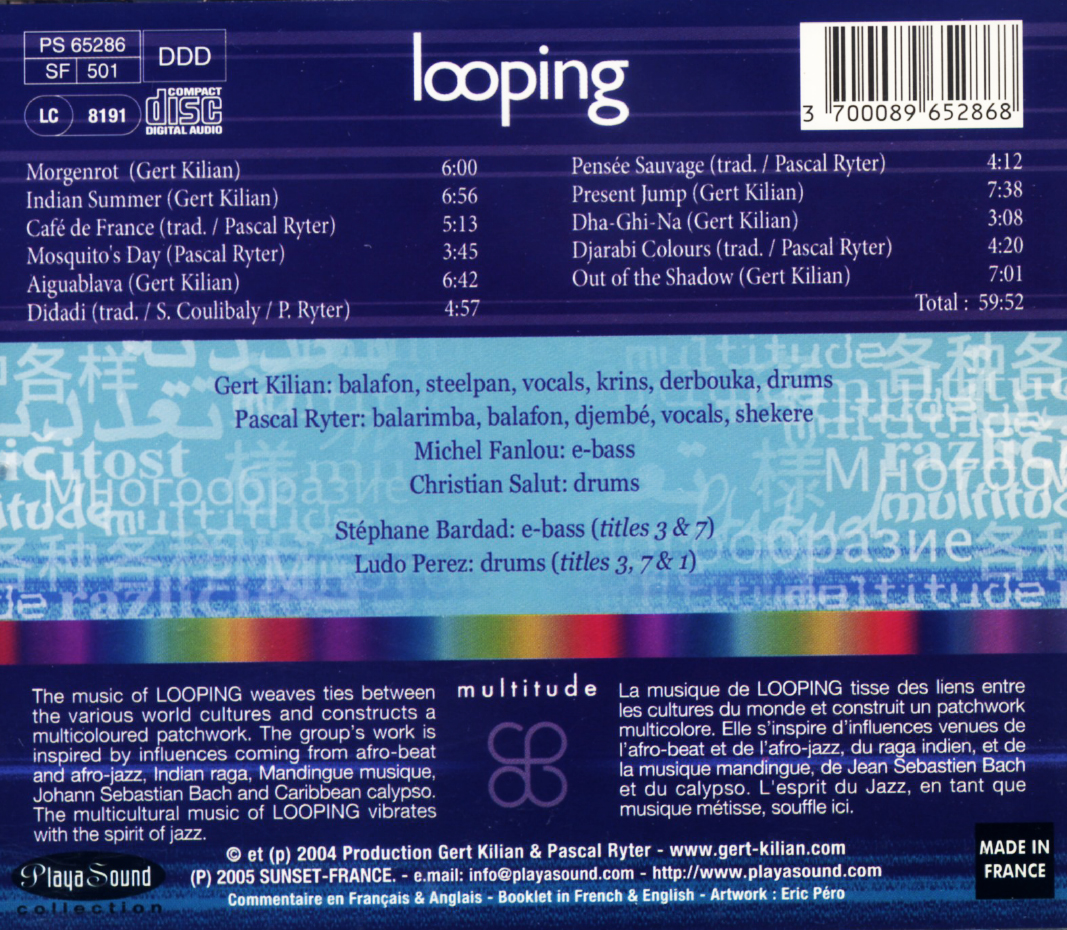 PS 65286
SF 501
DDD
LC 8191
COMPACT
disc
DIGITAL AUDIO
looping
3 700089 652868
Morgenrot (Gert Kilian) 6:00
Indian Summer (Gert Kilian) 6:56
Café de France (trad. / Pascal Ryter) 5:13
Mosquito's Day (Pascal Ryter) 3:45
Aiguablava (Gert Kilian) 6:42
Didadi (trad. / S. Coulibaly / P. Ryter) 4:57
Pensée Sauvage (trad. / Pascal Ryter) 4:12
Present Jump (Gert Kilian) 7:38
Dha-Ghi-Na (Gert Kilian) 3:08
Djarabi Colours (trad. / Pascal Ryter) 4:20
Out of the Shadow (Gert Kilian) 7:01
Total : 59:52
Gert Kilian: balafon, steelpan, vocals, krins, derbouka, drums
Pascal Ryter: balarimba, balafon, djembé, vocals, shekere
Michel Fanlou: e-bass
Christian Salut: drums
Stéphane Bardad: e-bass (titles 3 & 7)
Ludo Perez: drums (titles 3, 7 & 1)
The music of LOOPING weaves ties between
the various world cultures and constructs a
multicoloured patchwork. The group's work is
inspired by influences coming from afro-beat
and afro-jazz, Indian raga, Mandingue musique,
Johann Sebastian Bach and Caribbean calypso.
The multicultural music of LOOPING vibrates
with the spirit of jazz.
multitude
La musique de LOOPING tisse des liens entre
les cultures du monde et construit un patchwork
multicolore. Elle s'inspire d'influences venues de
l'afro-beat et de l'afro-jazz, du raga indien, et de
la musique mandingue, de Jean Sebastien Bach
et du calypso. L'esprit du Jazz, en tant que
musique métisse, souffle ici.
© et (p) 2004 Production Gert Kilian & Pascal Ryter - www.gert-kilian.com
(P) 2005 SUNSET-FRANCE. - e.mail: info@playasound.com - http://www.playasound.com
Commentaire en Français & Anglais - Booklet in French & English - Artwork : Eric Péro
PlayaSound
collection
MADE IN
FRANCE